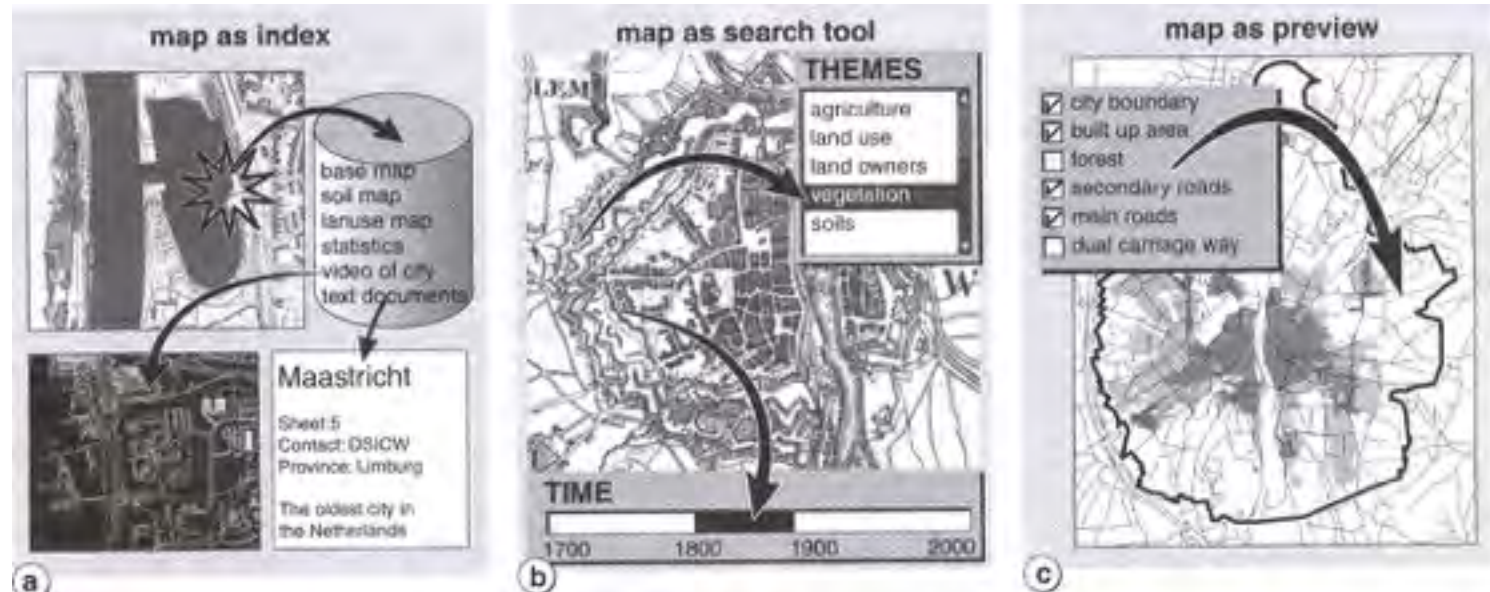 map as index
base map
soil map
lanuse map
statistics
video of city
text documents
Maastricht
Sheet:5
Contact: DSICW
Province: Limburg
The oldest city in
the Netherlands
a
map as search tool
THEMES
agriculture
land use
land owners
vegetation
soils
W
TIME
1700 1800 1900 2000
b
map as preview
city boundary
built up area
forest
secondary roads
main roads
dual carriage way
c